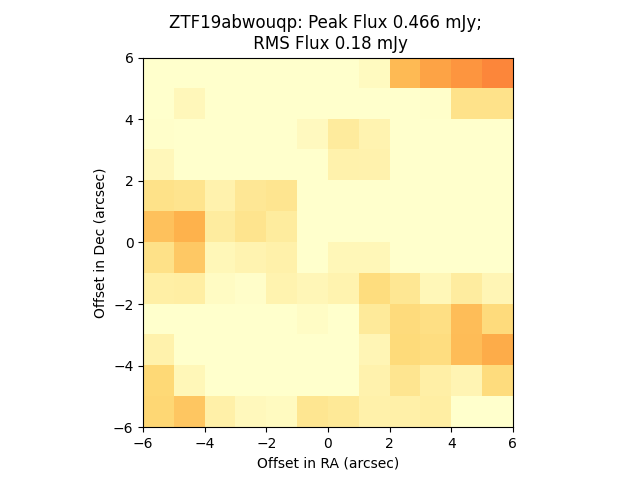 ZTF19abwouqp: Peak Flux 0.466 mJy;
RMS Flux 0.18 mJy
6
4
2
0
−2
−4
−6
Offset in Dec (arcsec)
−6 −4 −2 0 2 4 6
Offset in RA (arcsec)